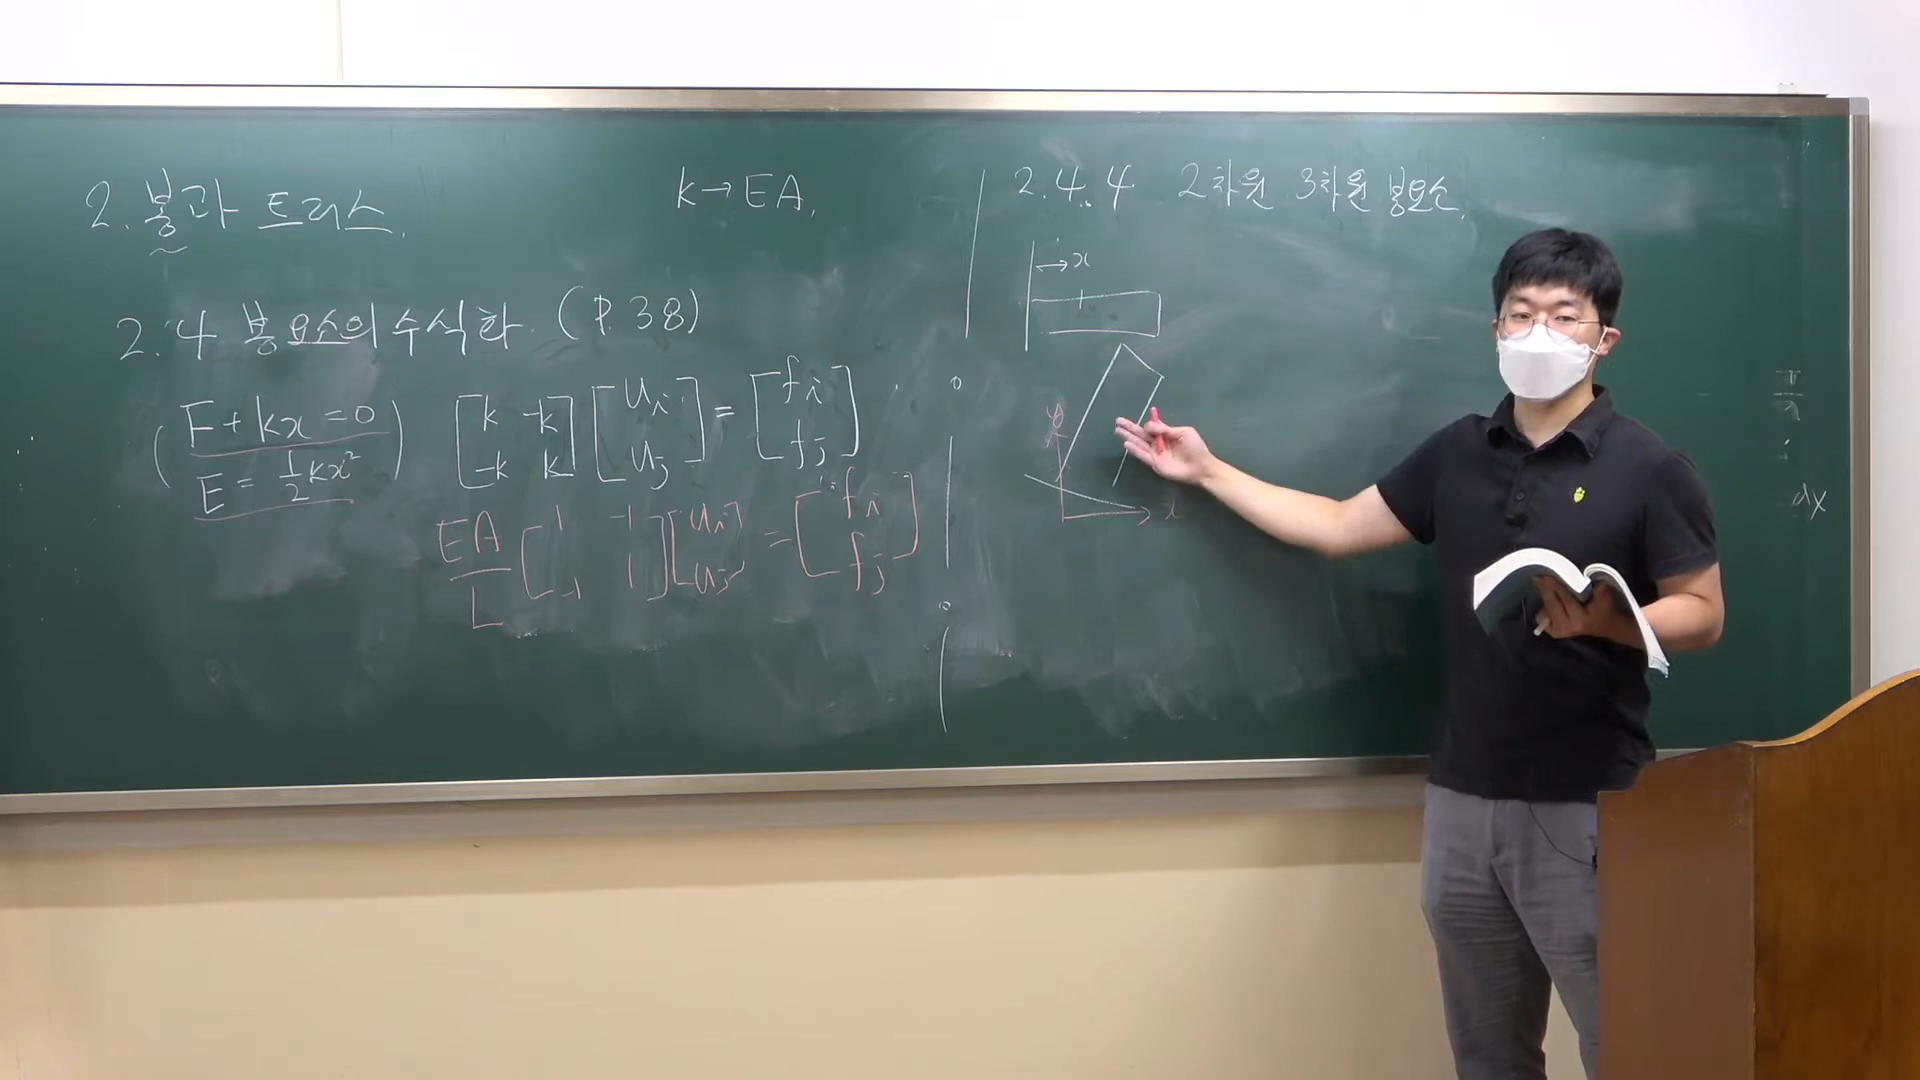 2. 봉과 트러스.
k→EA.
2.4 봉요소의 수식화. (P. 38)
(F+kx=0
E=½kx²)
[k -k
-k k] [uᵢ
uⱼ] = [fᵢ
fⱼ]
EA/L [1 -1
-1 1] [uᵢ
uⱼ] = [fᵢ
fⱼ]
2.4.4 2차원 3차원 봉요소.
→x
y
x